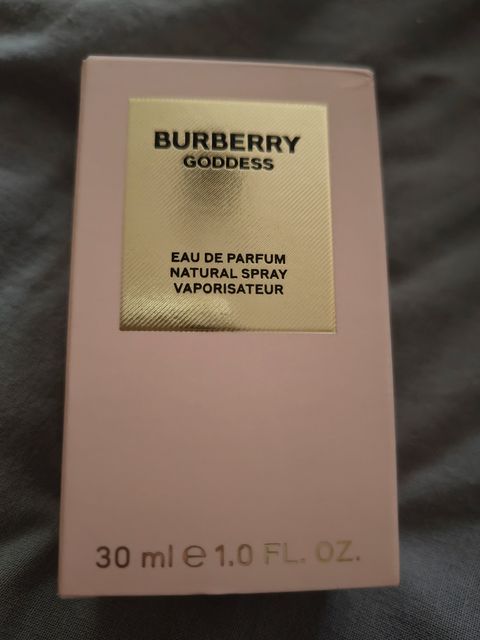 BURBERRY
GODDESS
EAU DE PARFUM
NATURAL SPRAY
VAPORISATEUR
30 ml ℮ 1.0 FL. OZ.